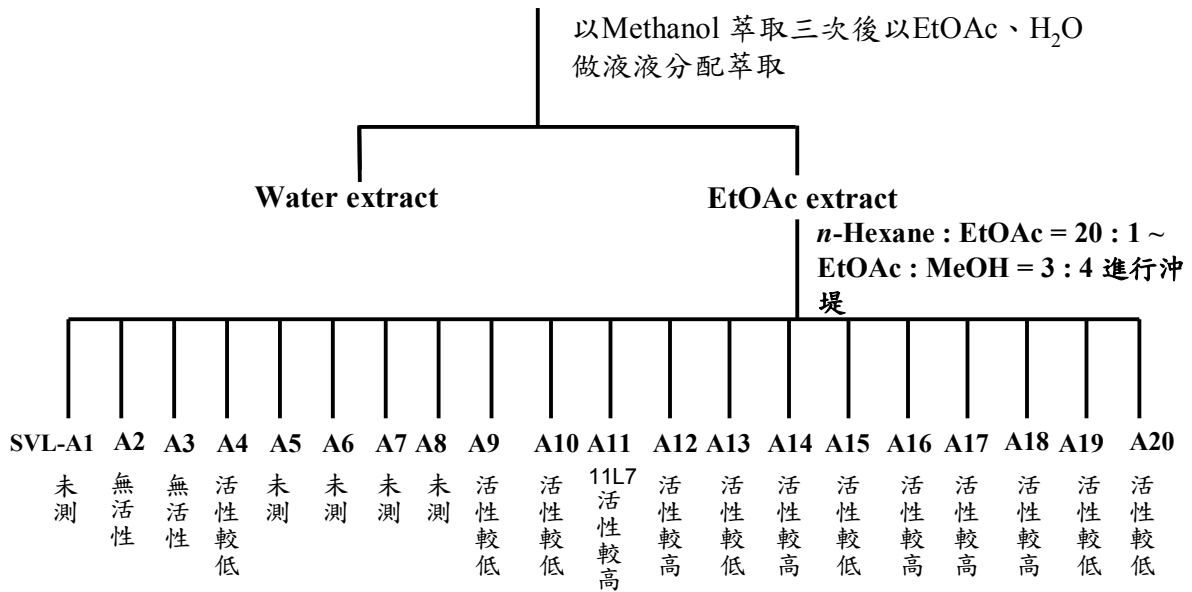 以Methanol 萃取三次後以EtOAc、H2O
做液液分配萃取
Water extract
EtOAc extract
n-Hexane : EtOAc = 20 : 1 ~
EtOAc : MeOH = 3 : 4 進行沖
堤
SVL-A1 A2 A3 A4 A5 A6 A7 A8 A9 A10 A11 A12 A13 A14 A15 A16 A17 A18 A19 A20
未測
無活性
無活性
活性較低
未測
未測
未測
未測
活性較低
活性較低
11L7
活性較高
活性較高
活性較低
活性較高
活性較低
活性較高
活性較高
活性較高
活性較低
活性較低